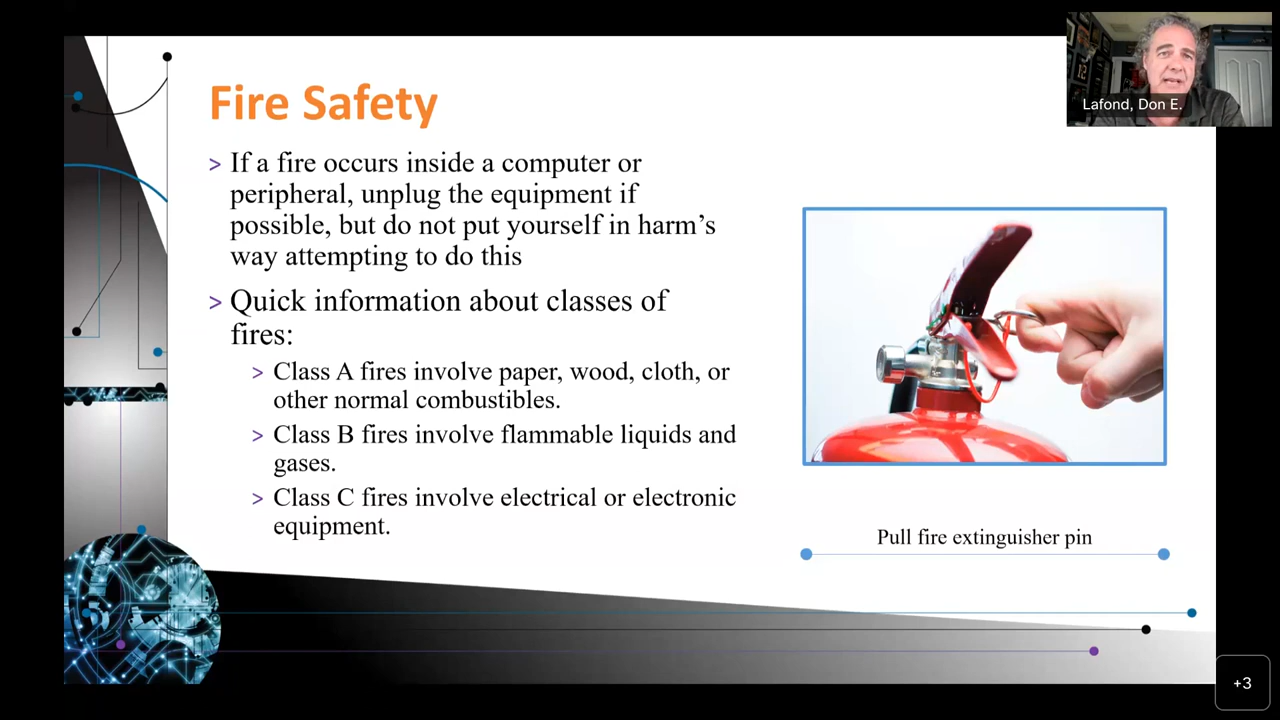 Fire Safety
> If a fire occurs inside a computer or
peripheral, unplug the equipment if
possible, but do not put yourself in harm’s
way attempting to do this
> Quick information about classes of
fires:
> Class A fires involve paper, wood, cloth, or
other normal combustibles.
> Class B fires involve flammable liquids and
gases.
> Class C fires involve electrical or electronic
equipment.
Pull fire extinguisher pin
Lafond, Don E.
12
+3